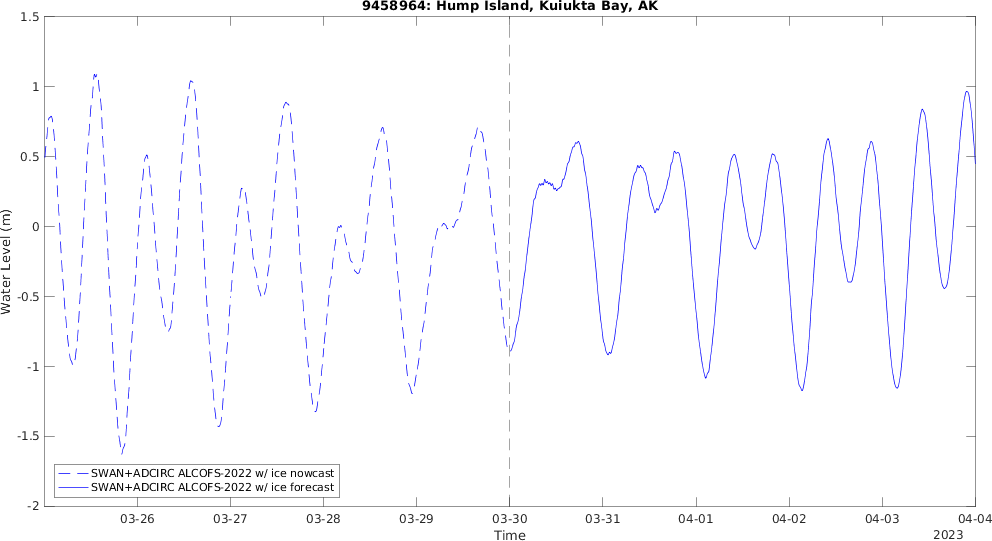 9458964: Hump Island, Kuiukta Bay, AK
1.5
1
0.5
0
-0.5
-1
-1.5
-2
Water Level (m)
SWAN+ADCIRC ALCOFS-2022 w/ ice nowcast
SWAN+ADCIRC ALCOFS-2022 w/ ice forecast
03-26 03-27 03-28 03-29 03-30 03-31 04-01 04-02 04-03 04-04
Time
2023